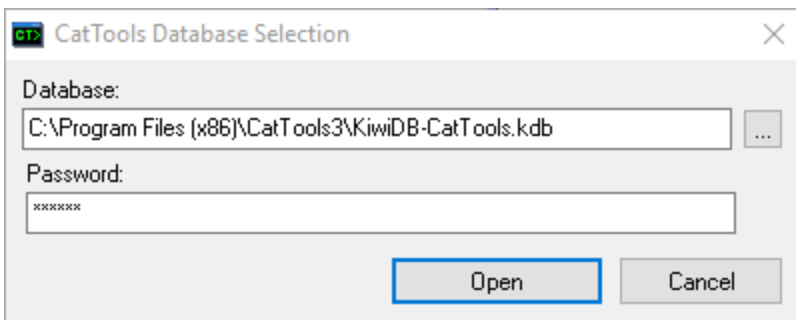 CT> CatTools Database Selection
Database:
C:\Program Files (x86)\CatTools3\KiwiDB-CatTools.kdb
...
Password:
××××××
Open Cancel